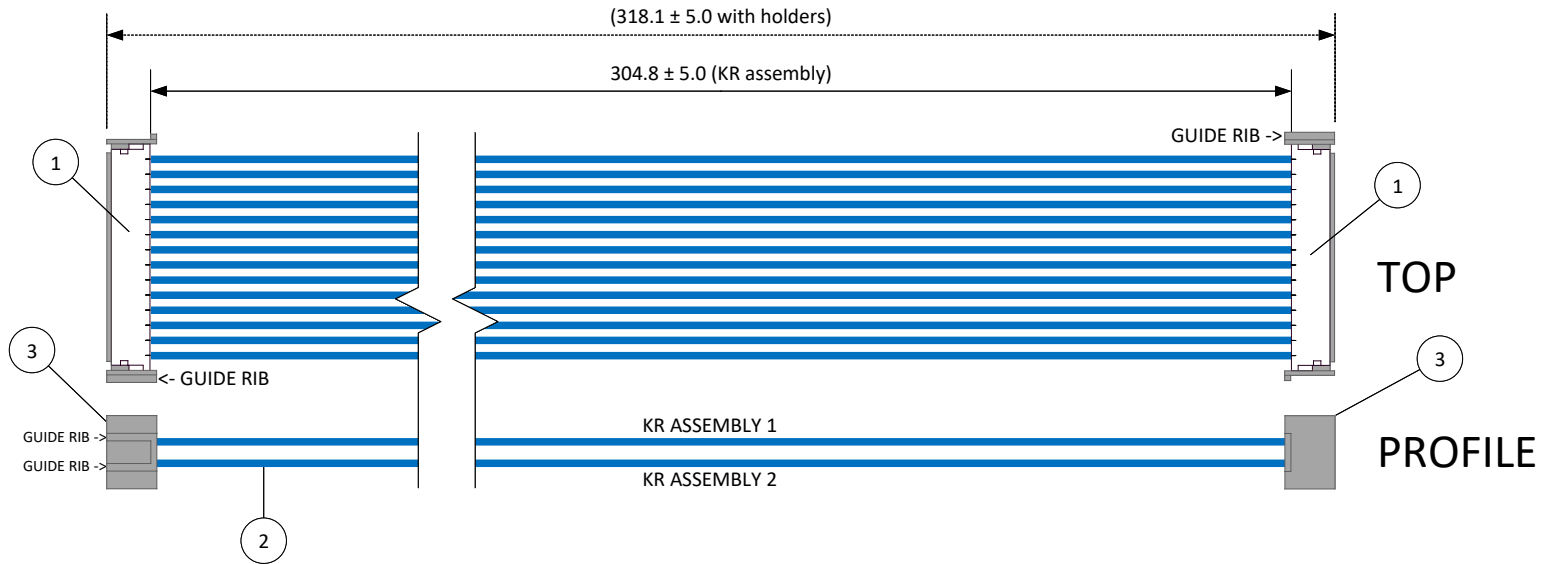 (318.1 ± 5.0 with holders)
304.8 ± 5.0 (KR assembly)
GUIDE RIB ->
1
1
TOP
3
<- GUIDE RIB
3
GUIDE RIB ->
KR ASSEMBLY 1
PROFILE
GUIDE RIB ->
KR ASSEMBLY 2
2